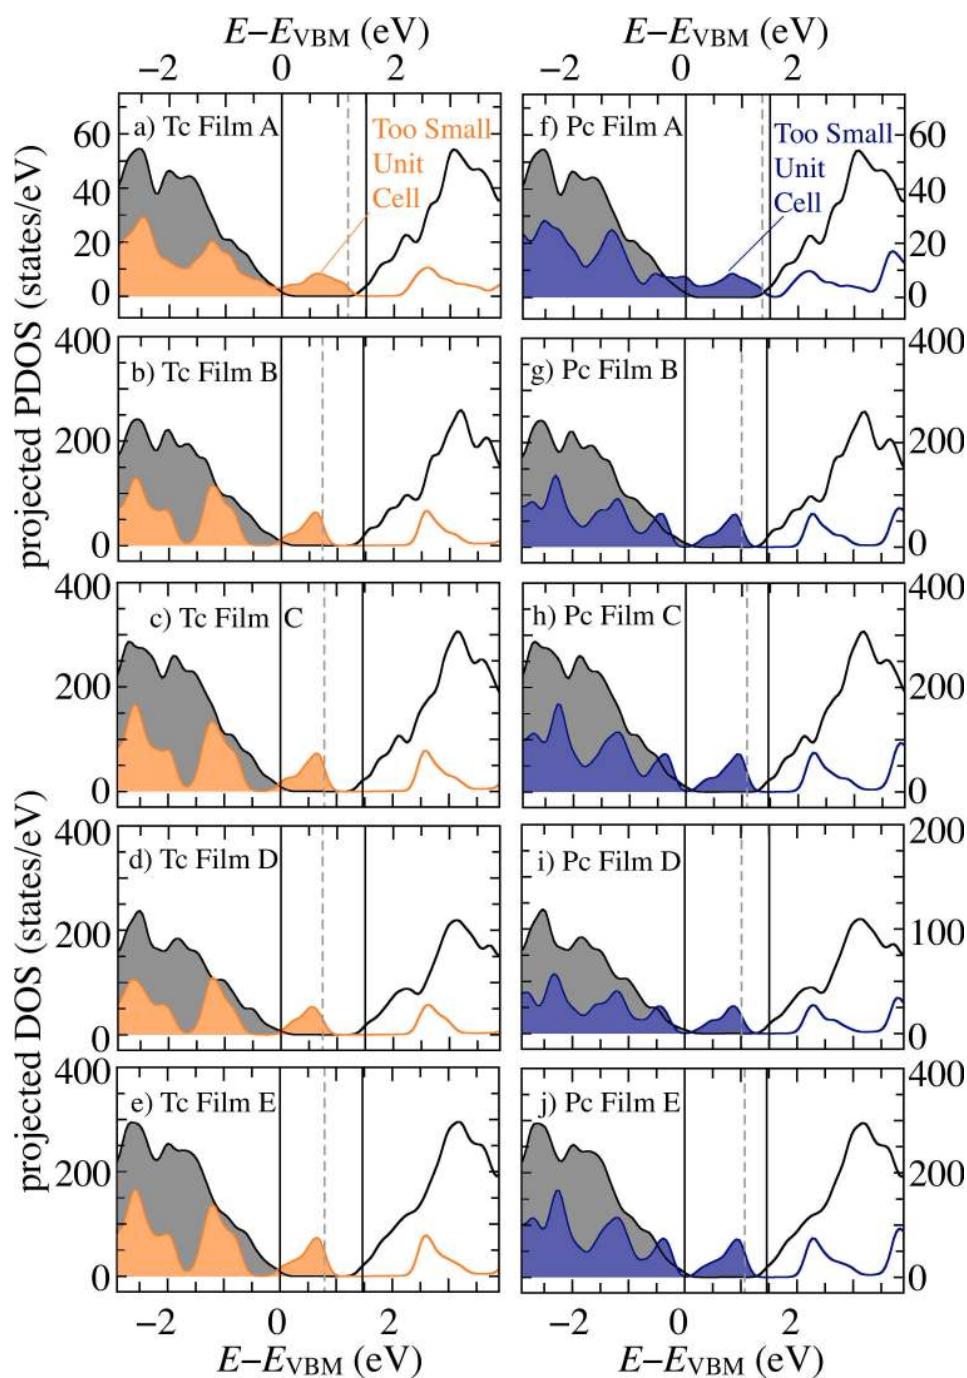 E−E_VBM (eV) E−E_VBM (eV)
−2 0 2 −2 0 2
a) Tc Film A Too Small Unit Cell
f) Pc Film A Too Small Unit Cell
60 40 20 0
60 40 20 0
projected PDOS (states/eV)
b) Tc Film B
g) Pc Film B
400 200 0
400 200 0
c) Tc Film C
h) Pc Film C
400 200 0
400 200 0
projected DOS (states/eV)
d) Tc Film D
i) Pc Film D
400 200 0
200 100 0
e) Tc Film E
j) Pc Film E
400 200 0
400 200 0
−2 0 2 −2 0 2
E−E_VBM (eV) E−E_VBM (eV)